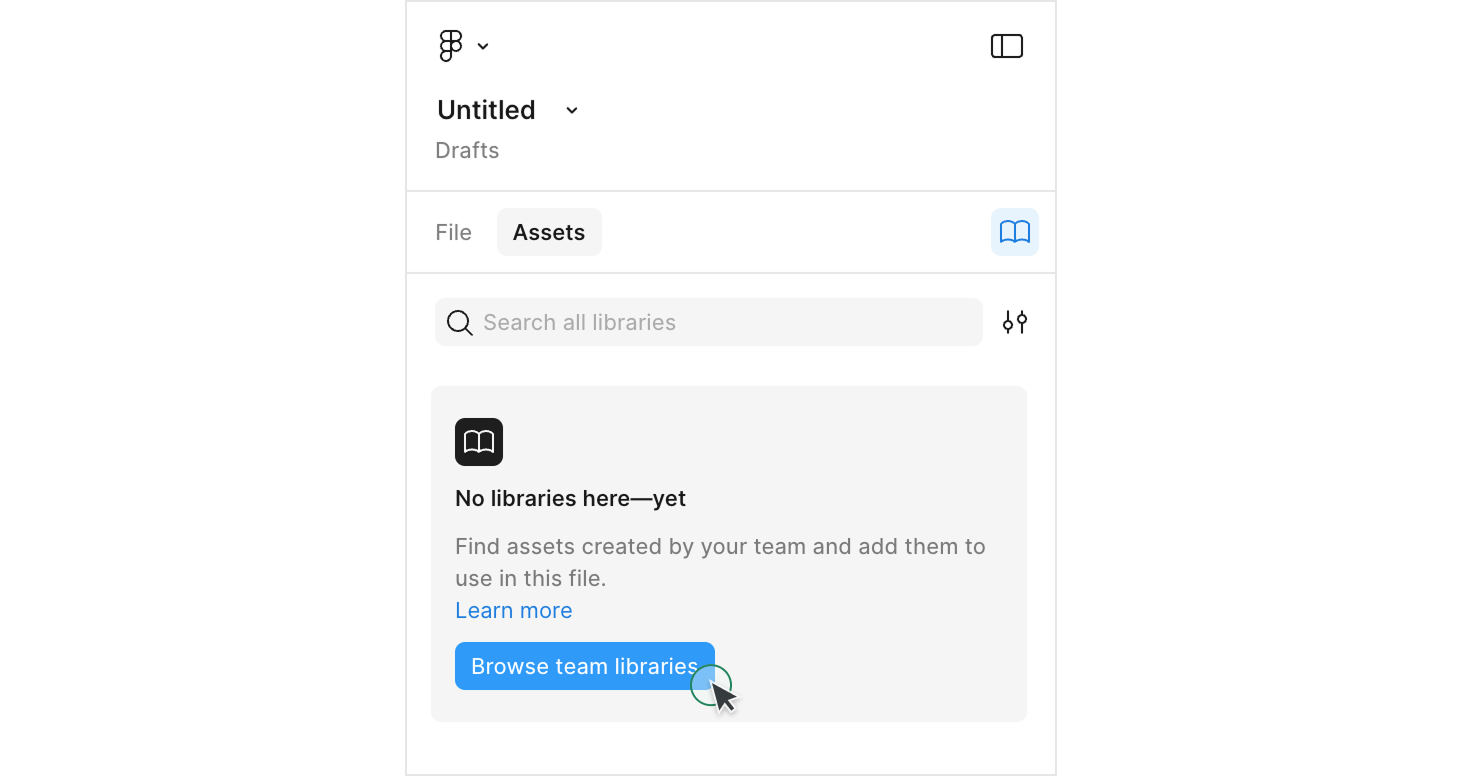 Untitled
Drafts
File
Assets
Search all libraries
No libraries here—yet
Find assets created by your team and add them to
use in this file.
Learn more
Browse team libraries